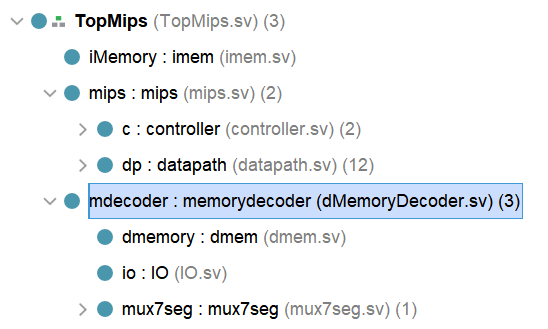 TopMips (TopMips.sv) (3)
iMemory : imem (imem.sv)
mips : mips (mips.sv) (2)
c : controller (controller.sv) (2)
dp : datapath (datapath.sv) (12)
mdecoder : memorydecoder (dMemoryDecoder.sv) (3)
dmemory : dmem (dmem.sv)
io : IO (IO.sv)
mux7seg : mux7seg (mux7seg.sv) (1)